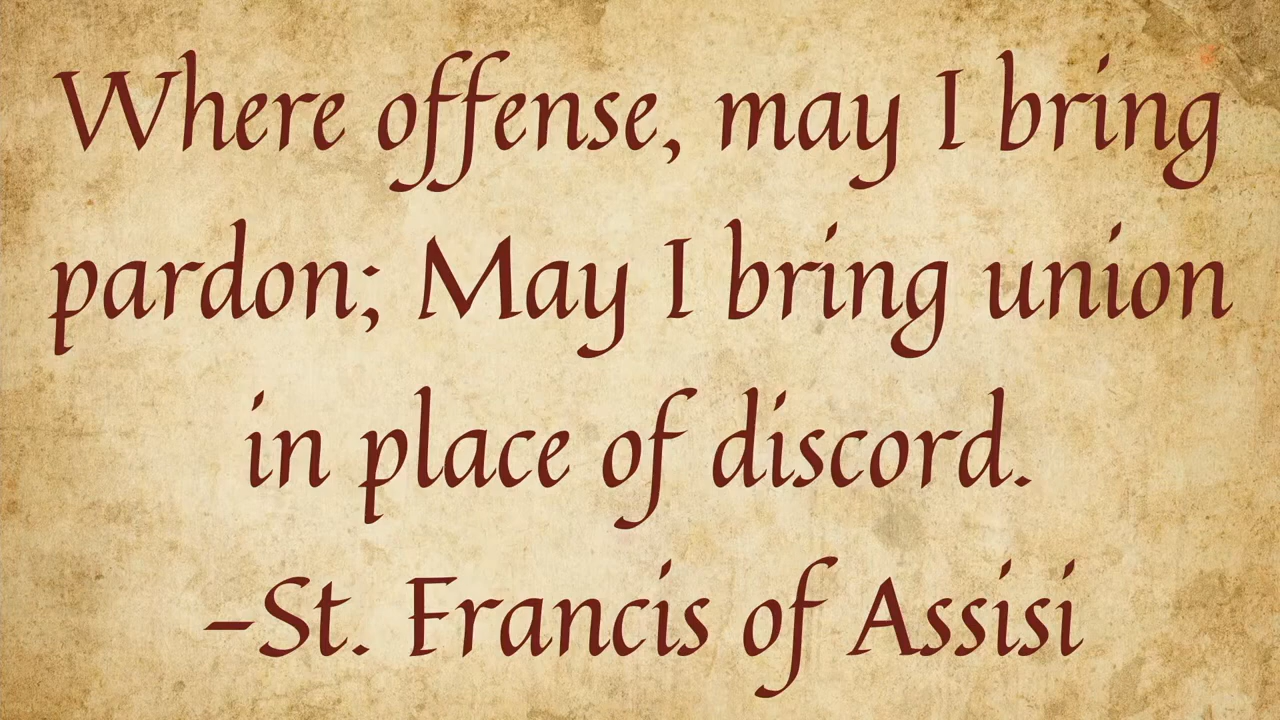 Where offense, may I bring
pardon; May I bring union
in place of discord.
-St. Francis of Assisi